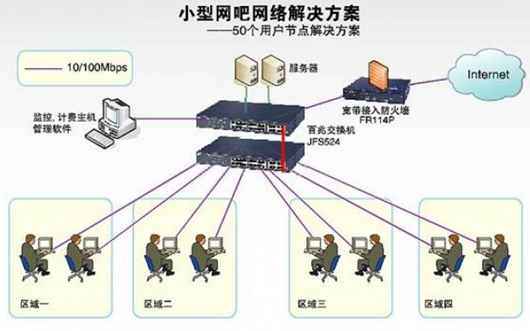 小型网吧网络解决方案
——50个用户节点解决方案
10/100Mbps
服务器
Internet
监控,计费主机
管理软件
宽带接入防火墙
FR114P
百兆交换机
JFS524
区域一
区域二
区域三
区域四